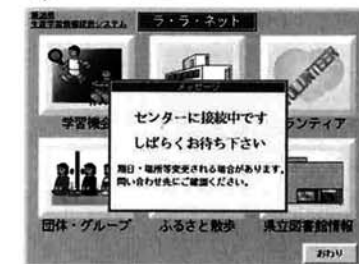 生涯学習情報提供システム
ラ・ラ・ネット
メッセージ
センターに接続中です
しばらくお待ち下さい
期日・場所等変更される場合があります。
問い合わせ先にご確認ください。
学習機会
ランティア
VOLUNTEER
団体・グループ
ふるさと散歩
県立図書館情報
おわり